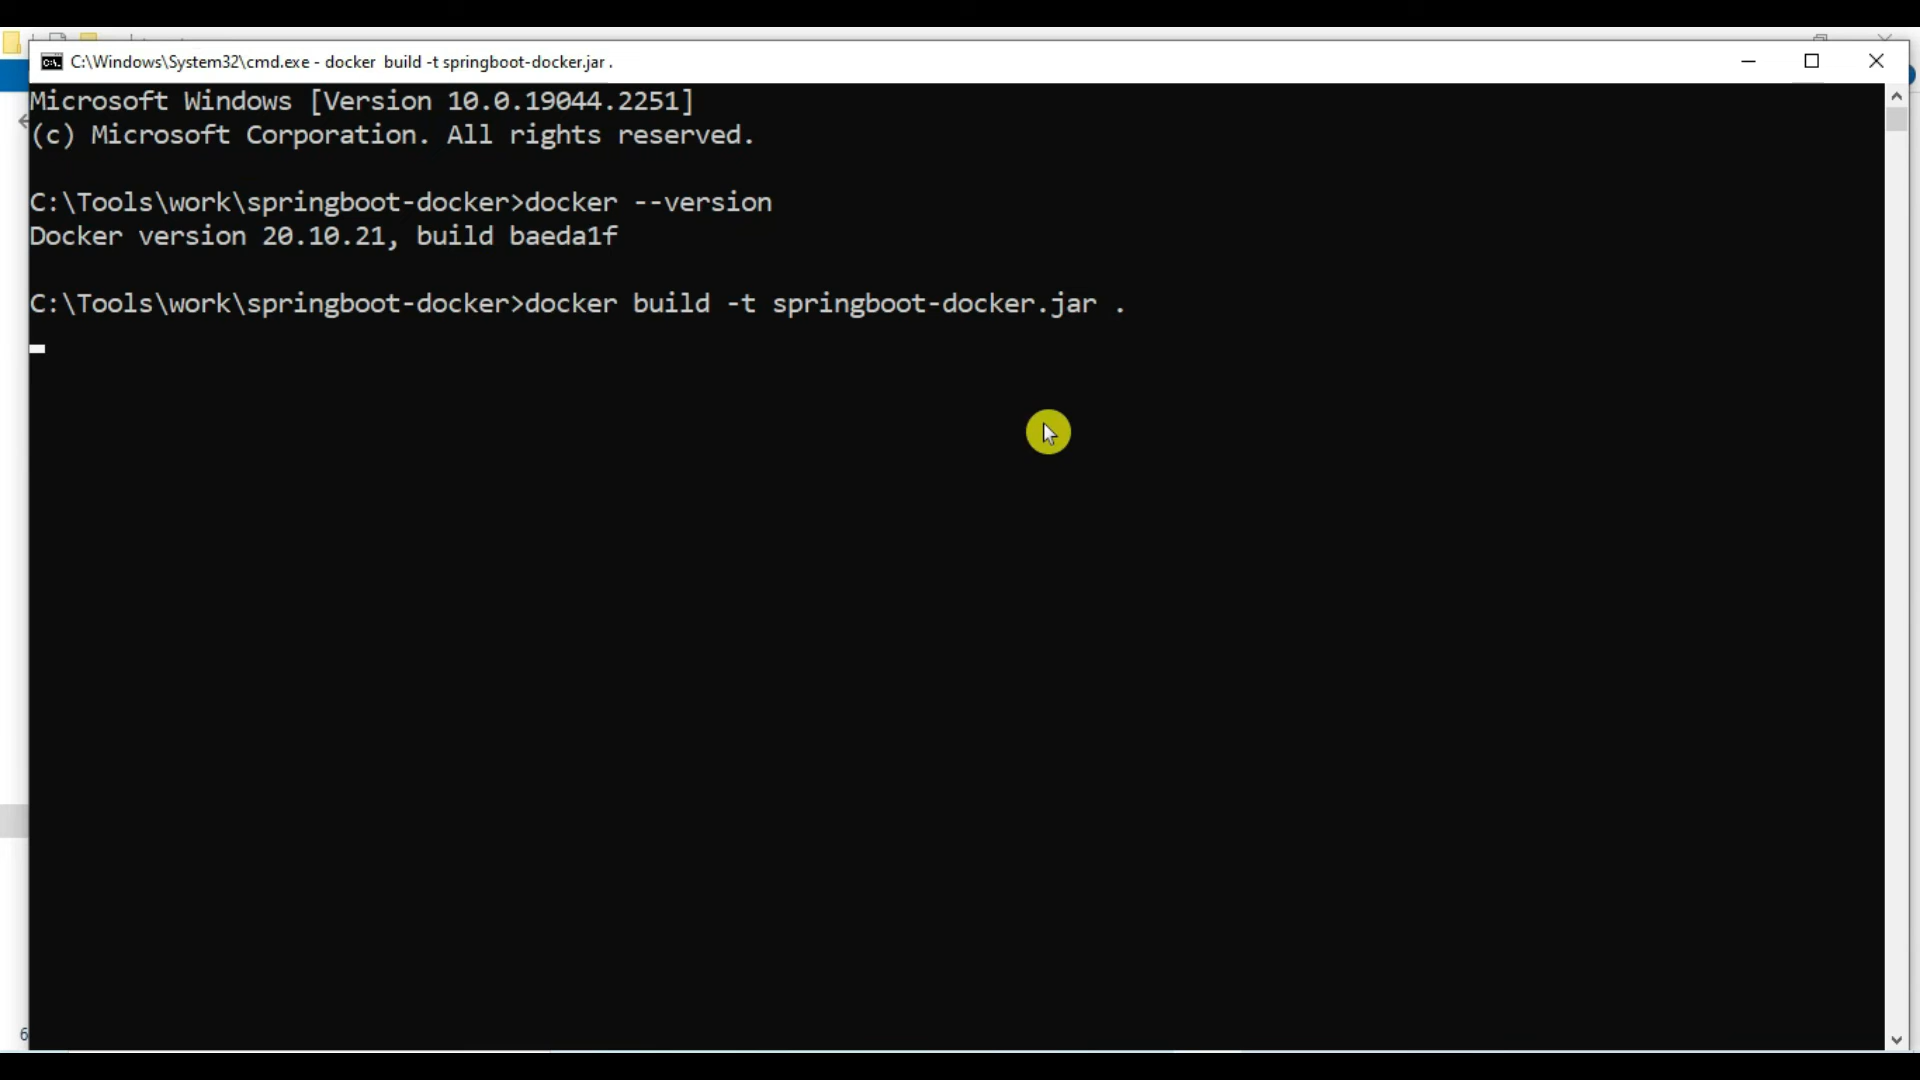 C:\Windows\System32\cmd.exe - docker  build -t springboot-docker.jar .
Microsoft Windows [Version 10.0.19044.2251]
(c) Microsoft Corporation. All rights reserved.
C:\Tools\work\springboot-docker>docker --version
Docker version 20.10.21, build baeda1f
C:\Tools\work\springboot-docker>docker build -t springboot-docker.jar .
6